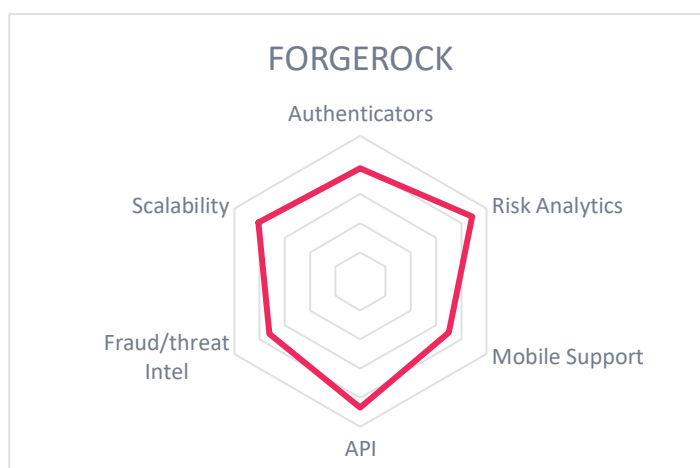 FORGEROCK
Authenticators
Risk Analytics
Mobile Support
API
Fraud/threat
Intel
Scalability